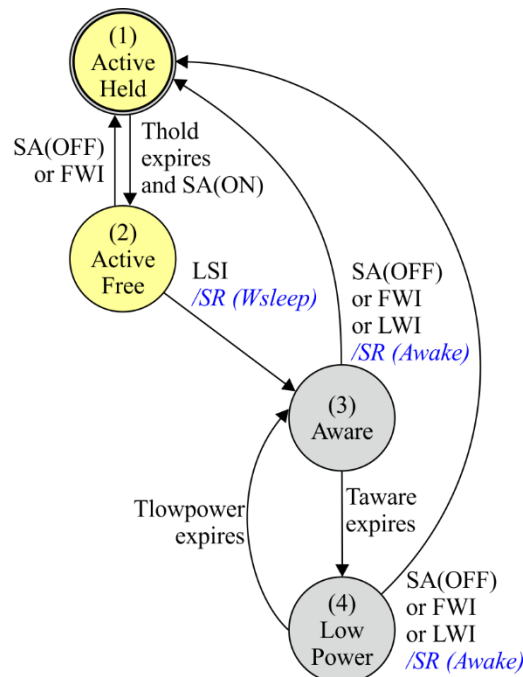 (1)
Active
Held
SA(OFF)
or FWI
Thold
expires
and SA(ON)
(2)
Active
Free
LSI
/SR (Wsleep)
SA(OFF)
or FWI
or LWI
/SR (Awake)
(3)
Aware
Tlowpower
expires
Taware
expires
(4)
Low
Power
SA(OFF)
or FWI
or LWI
/SR (Awake)